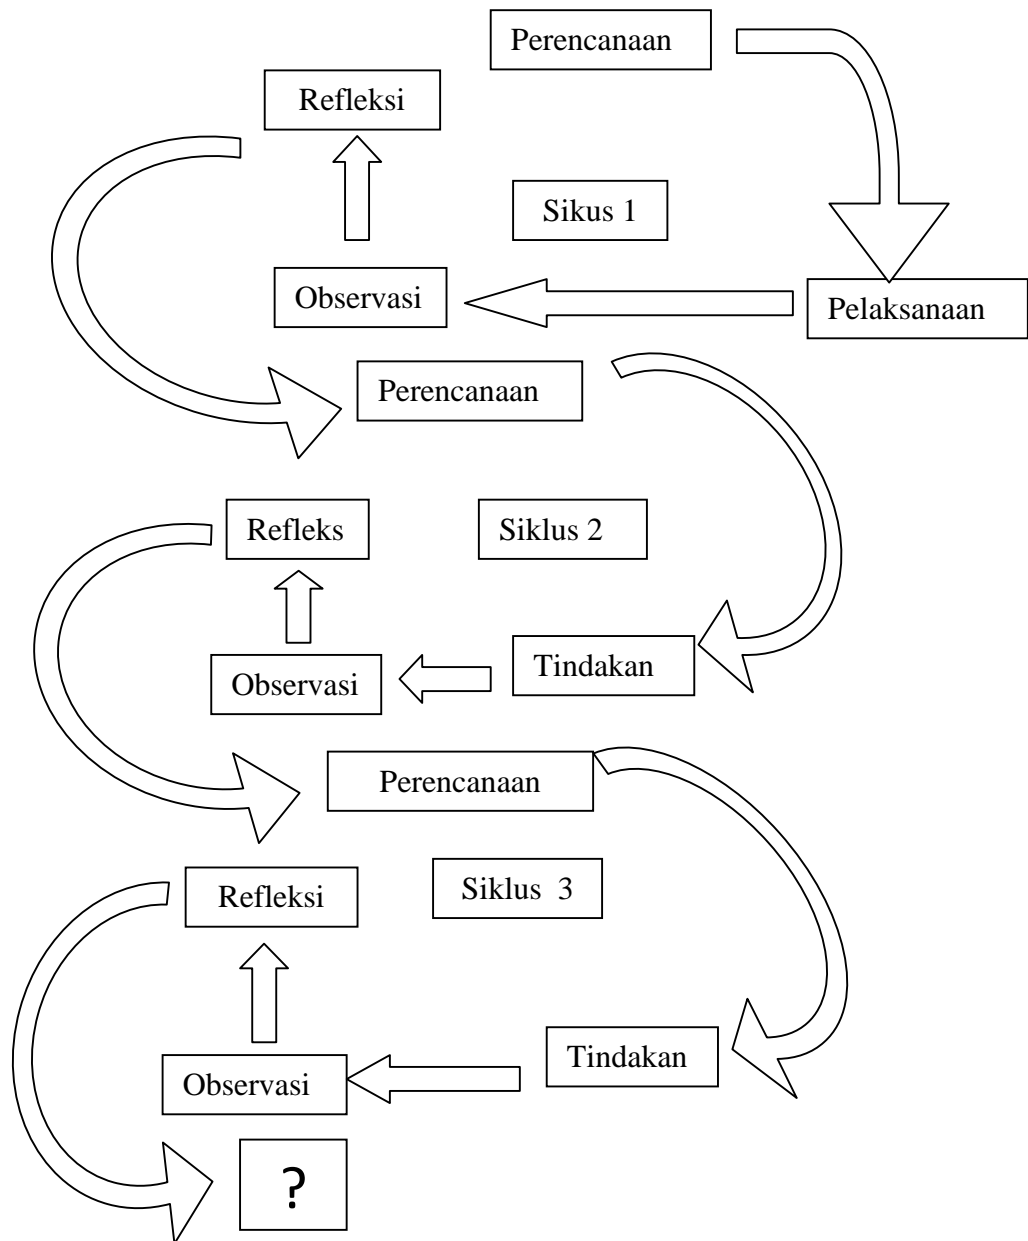 Perencanaan
Refleksi
Sikus 1
Observasi
Pelaksanaan
Perencanaan
Refleks
Siklus 2
Observasi
Tindakan
Perencanaan
Refleksi
Siklus 3
Observasi
Tindakan
?